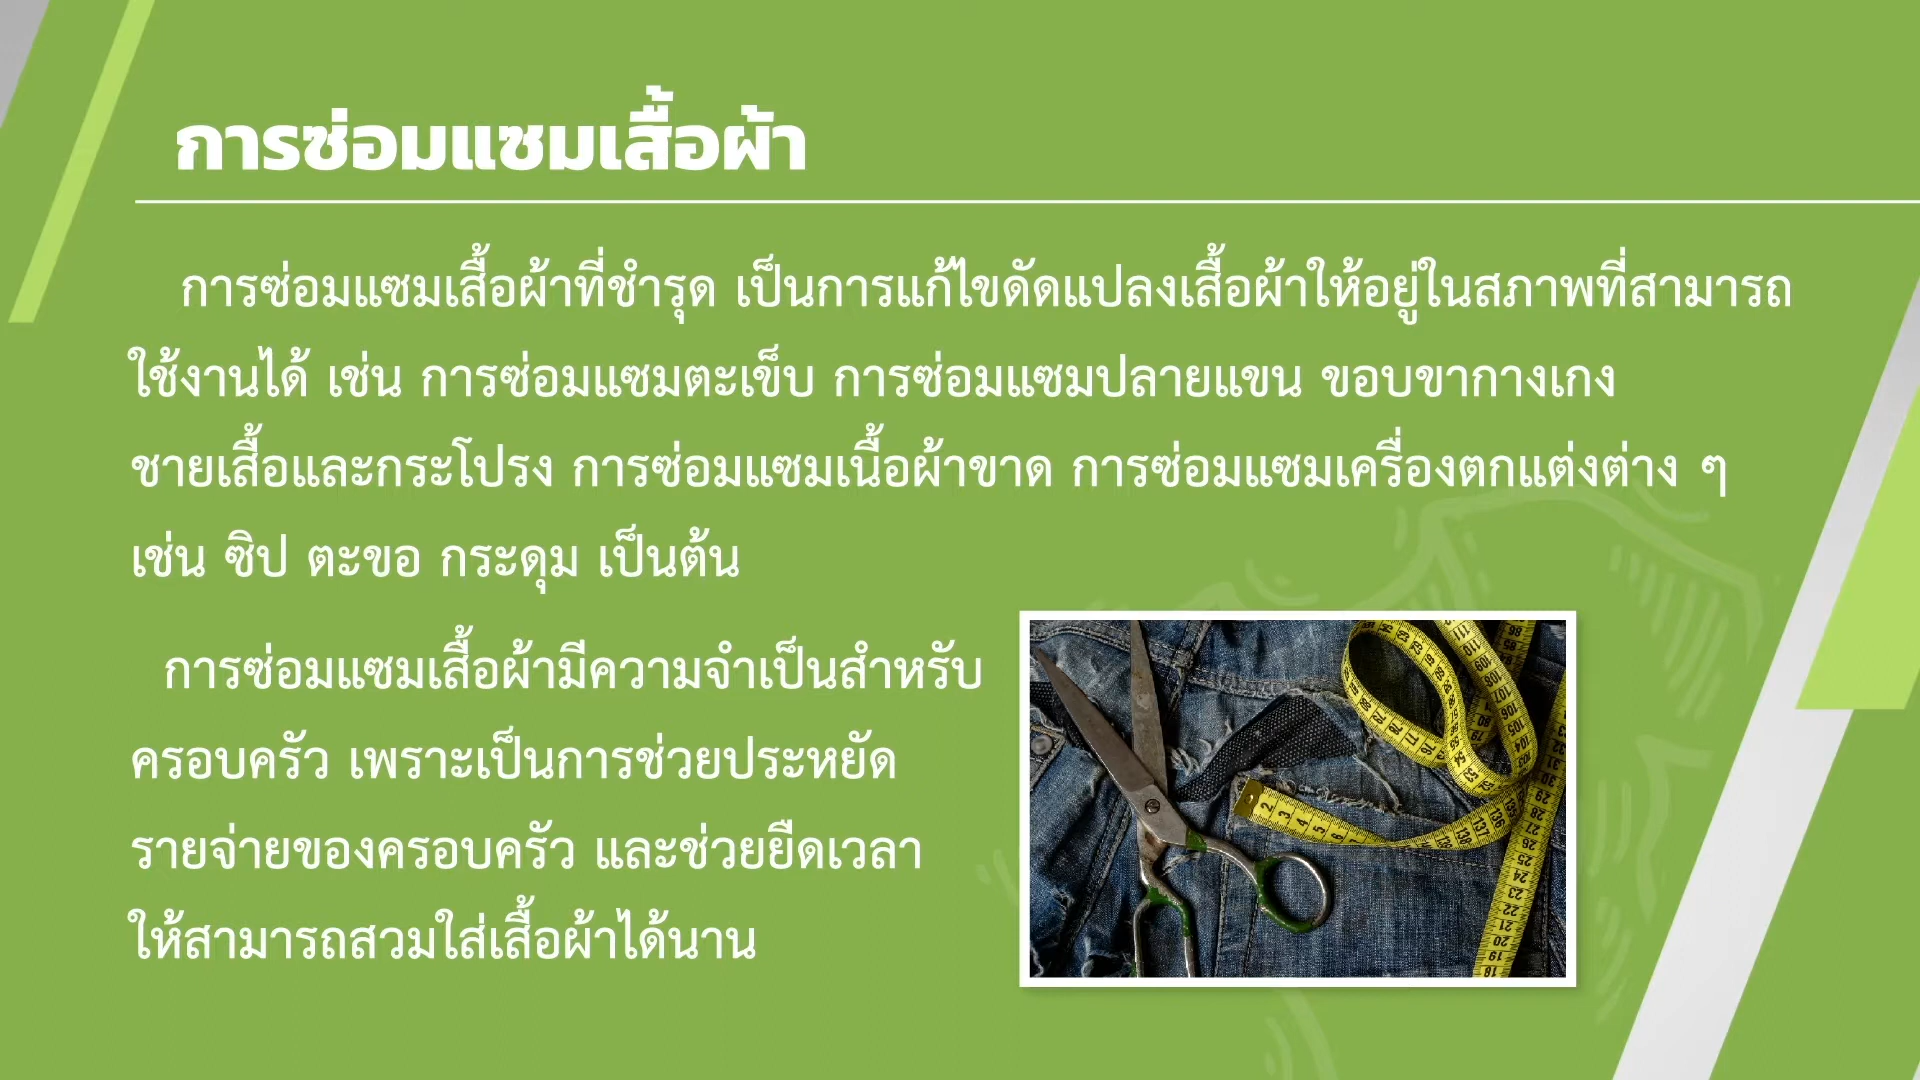 การซ่อมแซมเสื้อผ้า
การซ่อมแซมเสื้อผ้าที่ชำรุด เป็นการแก้ไขดัดแปลงเสื้อผ้าให้อยู่ในสภาพที่สามารถ
ใช้งานได้ เช่น การซ่อมแซมตะเข็บ การซ่อมแซมปลายแขน ขอบขากางเกง
ชายเสื้อและกระโปรง การซ่อมแซมเนื้อผ้าขาด การซ่อมแซมเครื่องตกแต่งต่าง ๆ
เช่น ซิป ตะขอ กระดุม เป็นต้น
การซ่อมแซมเสื้อผ้ามีความจำเป็นสำหรับ
ครอบครัว เพราะเป็นการช่วยประหยัด
รายจ่ายของครอบครัว และช่วยยืดเวลา
ให้สามารถสวมใส่เสื้อผ้าได้นาน